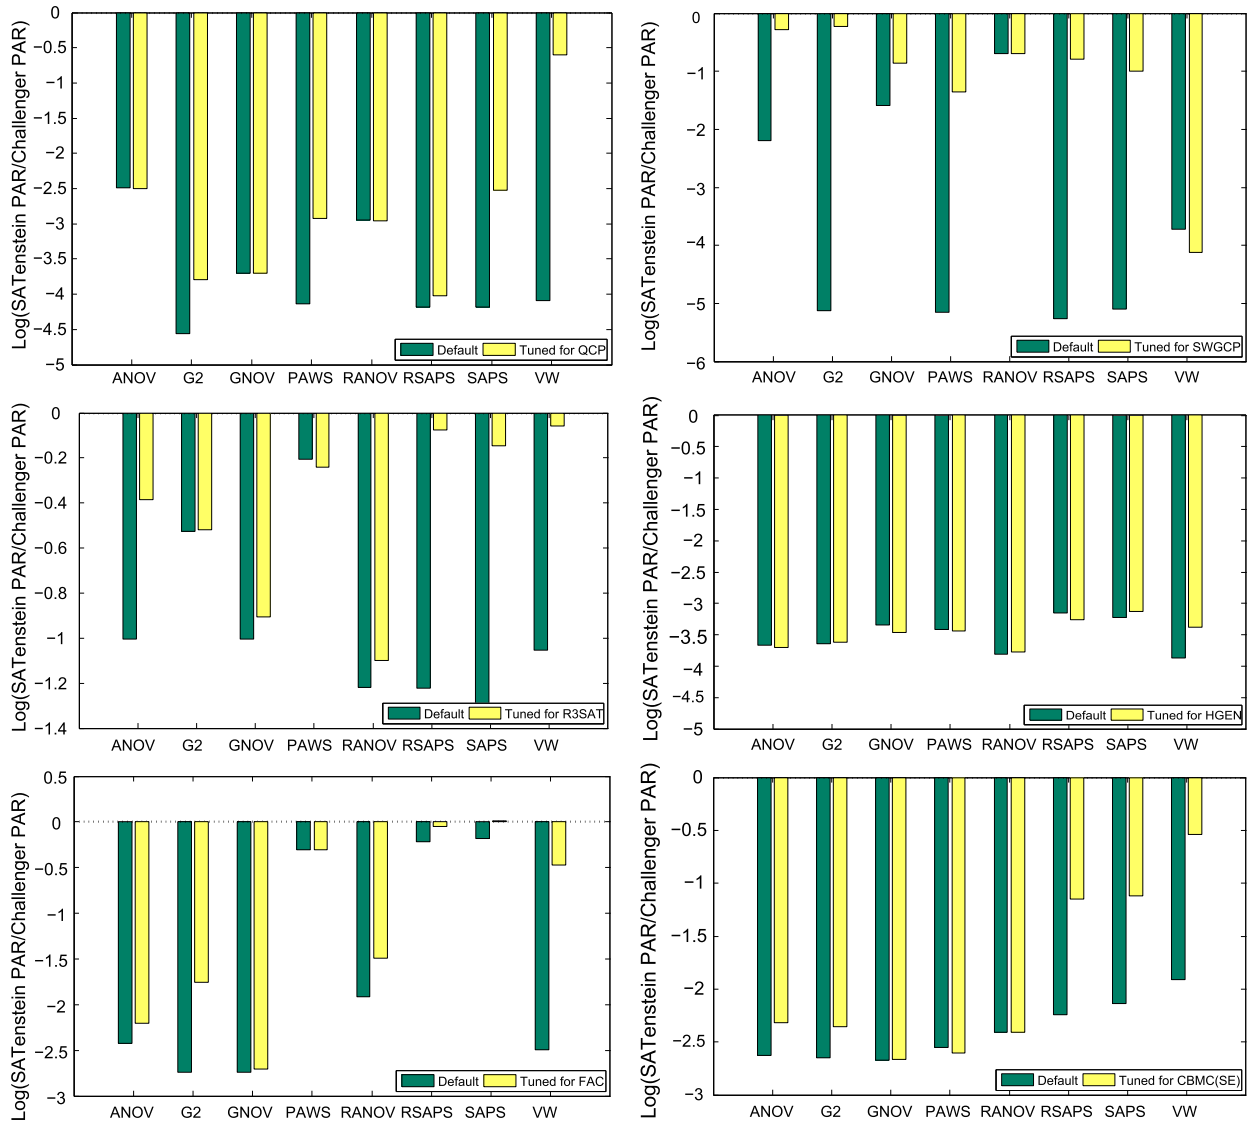 Log(SATenstein PAR/Challenger PAR)
0
−0.5
−1
−1.5
−2
−2.5
−3
−3.5
−4
−4.5
−5
Default Tuned for QCP
ANOV G2 GNOV PAWS RANOV RSAPS SAPS VW
Log(SATenstein PAR/Challenger PAR)
0
−1
−2
−3
−4
−5
−6
Default Tuned for SWGCP
ANOV G2 GNOV PAWS RANOV RSAPS SAPS VW
Log(SATenstein PAR/Challenger PAR)
0
−0.2
−0.4
−0.6
−0.8
−1
−1.2
−1.4
Default Tuned for R3SAT
ANOV G2 GNOV PAWS RANOV RSAPS SAPS VW
Log(SATenstein PAR/Challenger PAR)
0
−0.5
−1
−1.5
−2
−2.5
−3
−3.5
−4
−4.5
−5
Default Tuned for HGEN
ANOV G2 GNOV PAWS RANOV RSAPS SAPS VW
Log(SATenstein PAR/Challenger PAR)
0.5
0
−0.5
−1
−1.5
−2
−2.5
−3
Default Tuned for FAC
ANOV G2 GNOV PAWS RANOV RSAPS SAPS VW
Log(SATenstein PAR/Challenger PAR)
0
−0.5
−1
−1.5
−2
−2.5
−3
Default Tuned for CBMC(SE)
ANOV G2 GNOV PAWS RANOV RSAPS SAPS VW